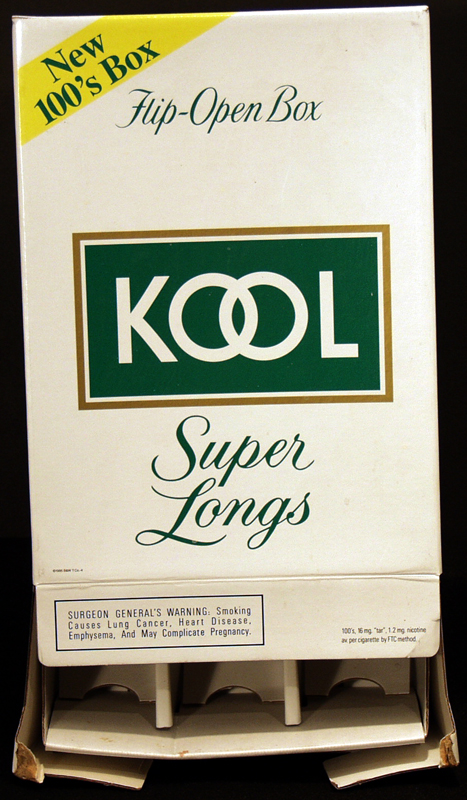 New
100's Box
Flip-Open Box
KOOL
Super
Longs
SURGEON GENERAL'S WARNING: Smoking
Causes Lung Cancer, Heart Disease,
Emphysema, And May Complicate Pregnancy.
100's, 16 mg. "tar", 1.2 mg. nicotine
av. per cigarette by FTC method.